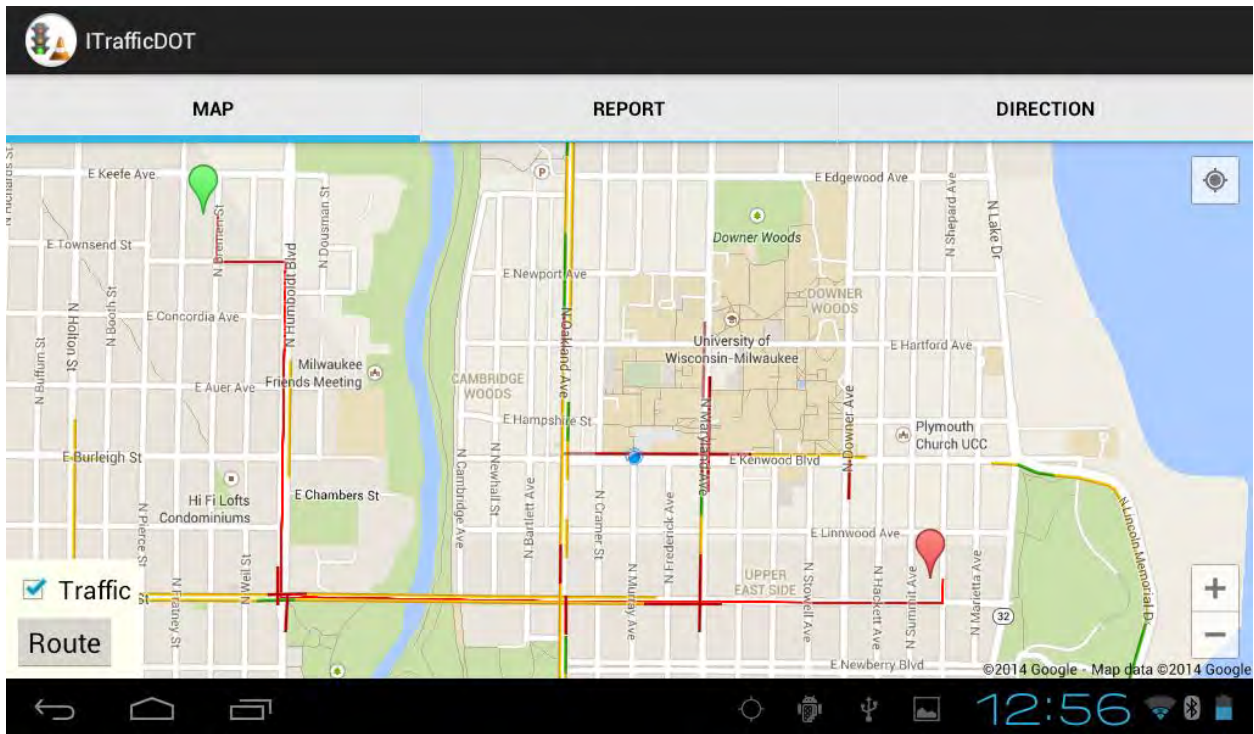 ITrafficDOT
MAP
REPORT
DIRECTION
N Richards St
E Keefe Ave
P
E Edgewood Ave
N Bremen St
N Dousman St
N Shepard Ave
N Lake Dr
Downer Woods
E Townsend St
N Humboldt Blvd
E Newport Ave
N Booth St
DOWNER
WOODS
N Holton St
E Concordia Ave
N Oakland Ave
University of
Wisconsin-Milwaukee
E Hartford Ave
N Buffum St
Milwaukee
Friends Meeting
E Auer Ave
CAMBRIDGE
WOODS
N Maryland Ave
N Downer Ave
E Hampshire St
Plymouth
Church UCC
E Burleigh St
E Kenwood Blvd
N Cambridge Ave
N Newhall St
N Bartlett Ave
N Cramer St
Hi Fi Lofts
Condominiums
E Chambers St
N Pierce St
N Frederick Ave
E Linnwood Ave
N Lincoln Memorial D
N Weil St
N Fratney St
N Murray Ave
UPPER
EAST SIDE
N Stowell Ave
N Hackett Ave
N Summit Ave
N Marietta Ave
Traffic
St
+
32
Route
−
E Newberry Blvd
©2014 Google - Map data ©2014 Google
12:56